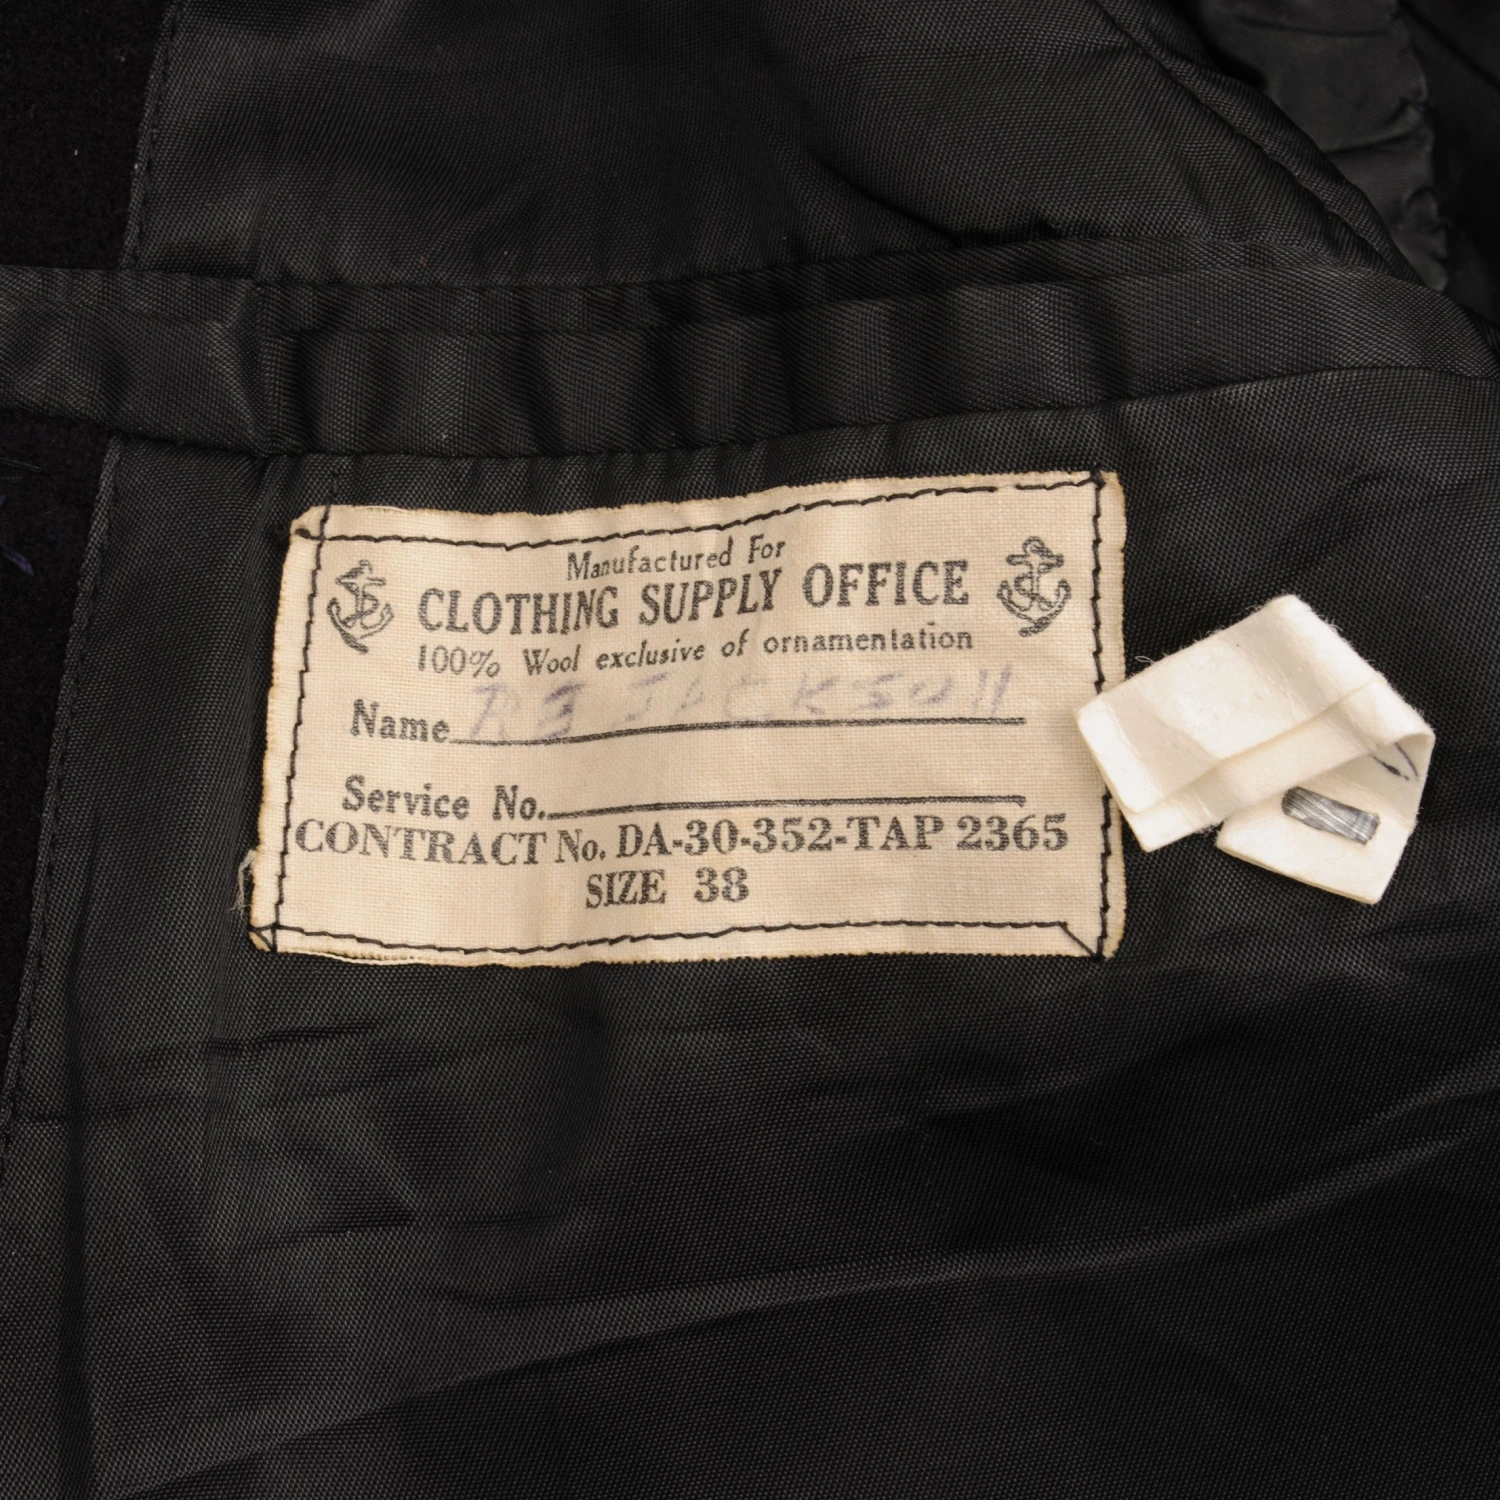 Manufactured For
CLOTHING SUPPLY OFFICE
100% Wool exclusive of ornamentation
Name JACKSON
Service No.
CONTRACT No. DA-30-352-TAP 2365
SIZE 38